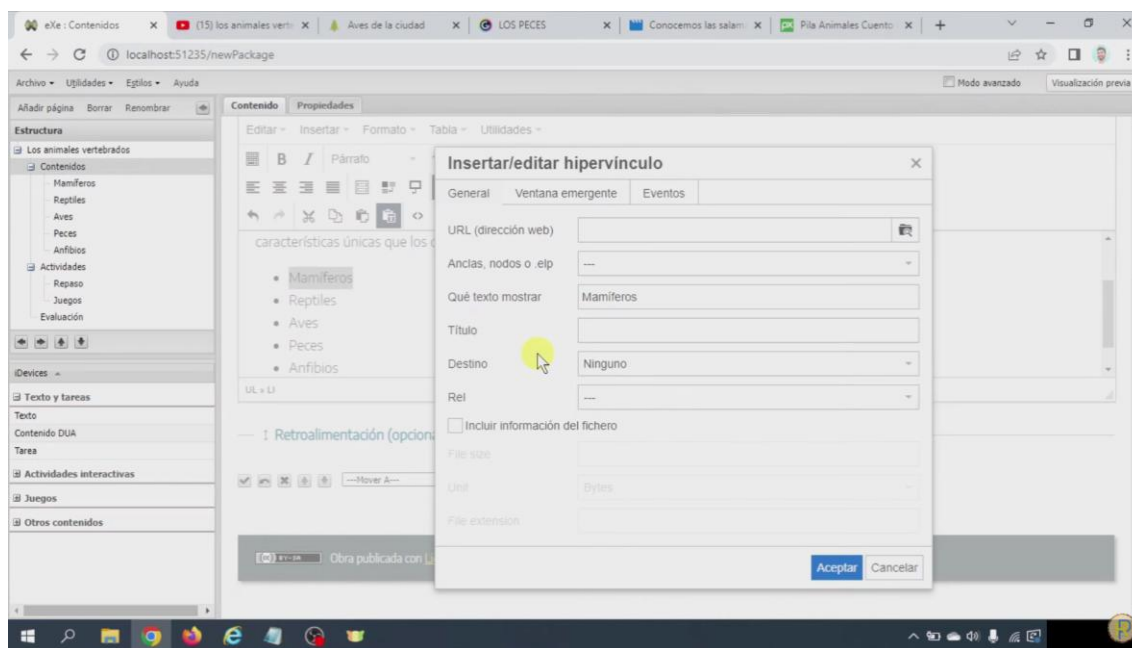 eXe : Contenidos
(15) los animales verte
Aves de la ciudad
LOS PECES
Conocemos las salam
Pila Animales Cuento
localhost:51235/newPackage
Archivo Utilidades Estilos Ayuda
Modo avanzado
Visualización previa
Añadir página Borrar Renombrar
Contenido Propiedades
Estructura
Los animales vertebrados
Contenidos
Mamíferos
Reptiles
Aves
Peces
Anfibios
Actividades
Repaso
Juegos
Evaluación
iDevices
Texto y tareas
Texto
Contenido DUA
Tarea
Actividades interactivas
Juegos
Otros contenidos
Editar Insertar Formato Tabla Utilidades
B I Párrafo
características únicas que los
Mamíferos
Reptiles
Aves
Peces
Anfibios
UL » LI
Retroalimentación (opciona
---Mover A---
BY-SA
Obra publicada con
Insertar/editar hipervínculo
General Ventana emergente Eventos
URL (dirección web)
Anclas, nodos o .elp ---
Qué texto mostrar Mamíferos
Título
Destino Ninguno
Rel ---
Incluir información del fichero
File size
Unit Bytes
File extension
Aceptar Cancelar